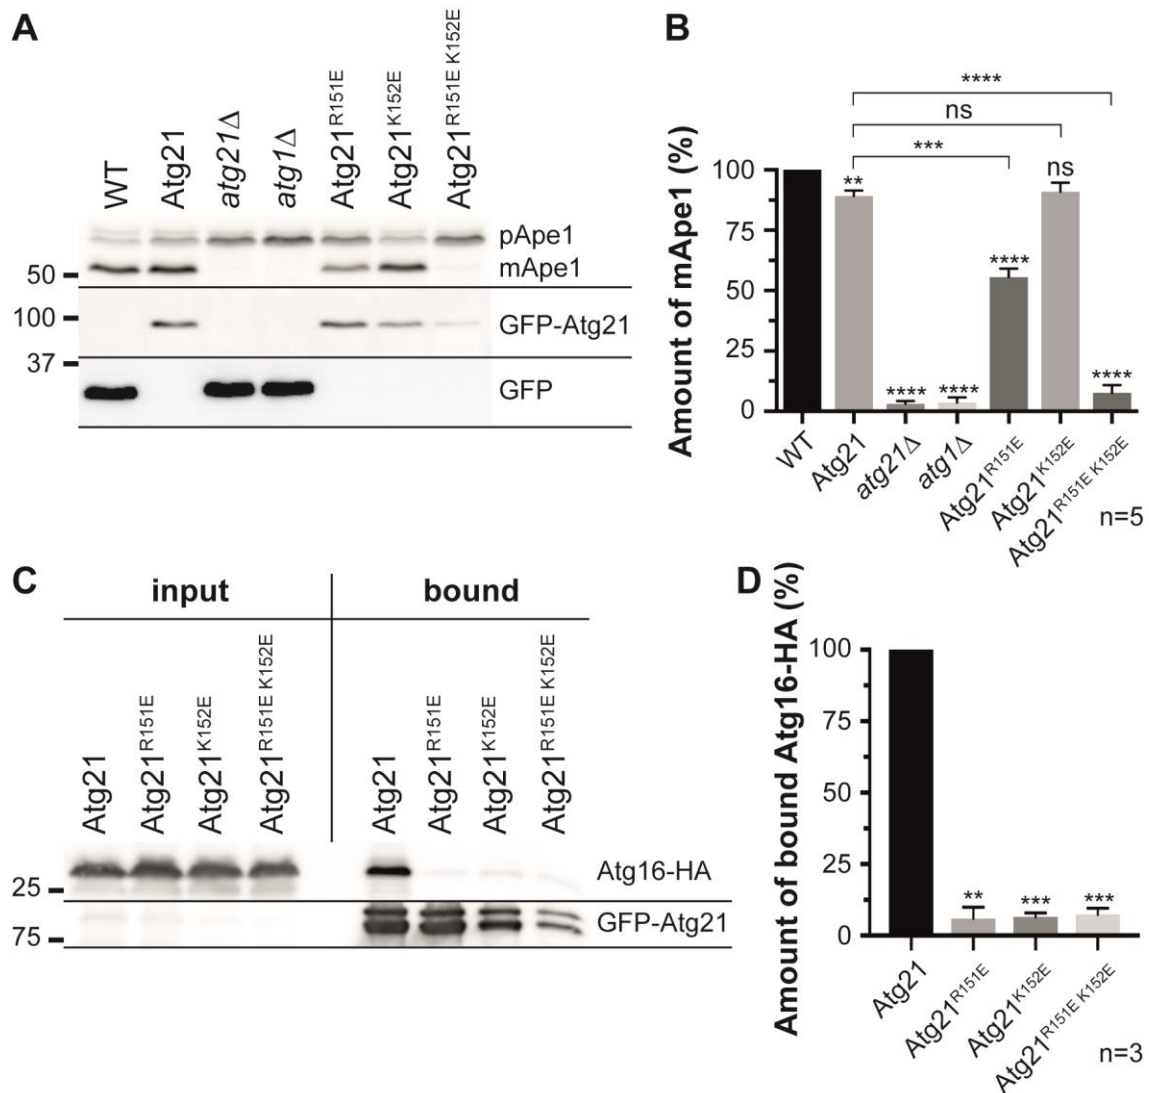 A
WT
Atg21
atg21Δ
atg1Δ
Atg21R151E
Atg21K152E
Atg21R151E K152E
pApe1
mApe1
50
100
GFP-Atg21
37
GFP
B
Amount of mApe1 (%)
****
ns
***
100
75
50
25
0
**
****
****
****
ns
****
WT
Atg21
atg21Δ
atg1Δ
Atg21R151E
Atg21K152E
Atg21R151E K152E
n=5
C
input
bound
Atg21
Atg21R151E
Atg21K152E
Atg21R151E K152E
Atg21
Atg21R151E
Atg21K152E
Atg21R151E K152E
Atg16-HA
25
GFP-Atg21
75
D
Amount of bound Atg16-HA (%)
100
75
50
25
0
**
***
***
Atg21
Atg21R151E
Atg21K152E
Atg21R151E K152E
n=3